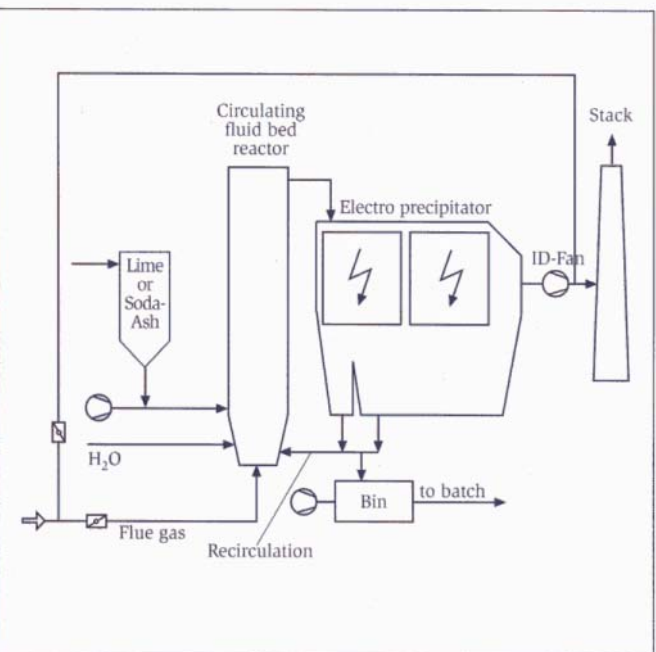 Circulating
fluid bed
reactor
Stack
Electro precipitator
ID-Fan
Lime
or
Soda-
Ash
H₂O
Flue gas
Recirculation
Bin
to batch